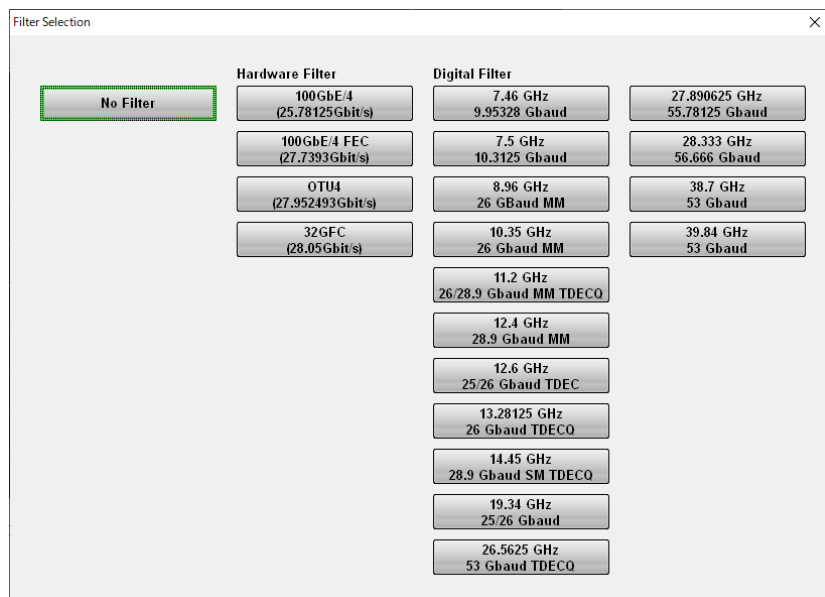 Filter Selection
No Filter
Hardware Filter
100GbE/4
(25.78125Gbit/s)
100GbE/4 FEC
(27.7393Gbit/s)
OTU4
(27.952493Gbit/s)
32GFC
(28.05Gbit/s)
Digital Filter
7.46 GHz
9.95328 Gbaud
7.5 GHz
10.3125 Gbaud
8.96 GHz
26 GBaud MM
10.35 GHz
26 Gbaud MM
11.2 GHz
26/28.9 Gbaud MM TDECQ
12.4 GHz
28.9 Gbaud MM
12.6 GHz
25/26 Gbaud TDEC
13.28125 GHz
26 Gbaud TDECQ
14.45 GHz
28.9 Gbaud SM TDECQ
19.34 GHz
25/26 Gbaud
26.5625 GHz
53 Gbaud TDECQ
27.890625 GHz
55.78125 Gbaud
28.333 GHz
56.666 Gbaud
38.7 GHz
53 Gbaud
39.84 GHz
53 Gbaud